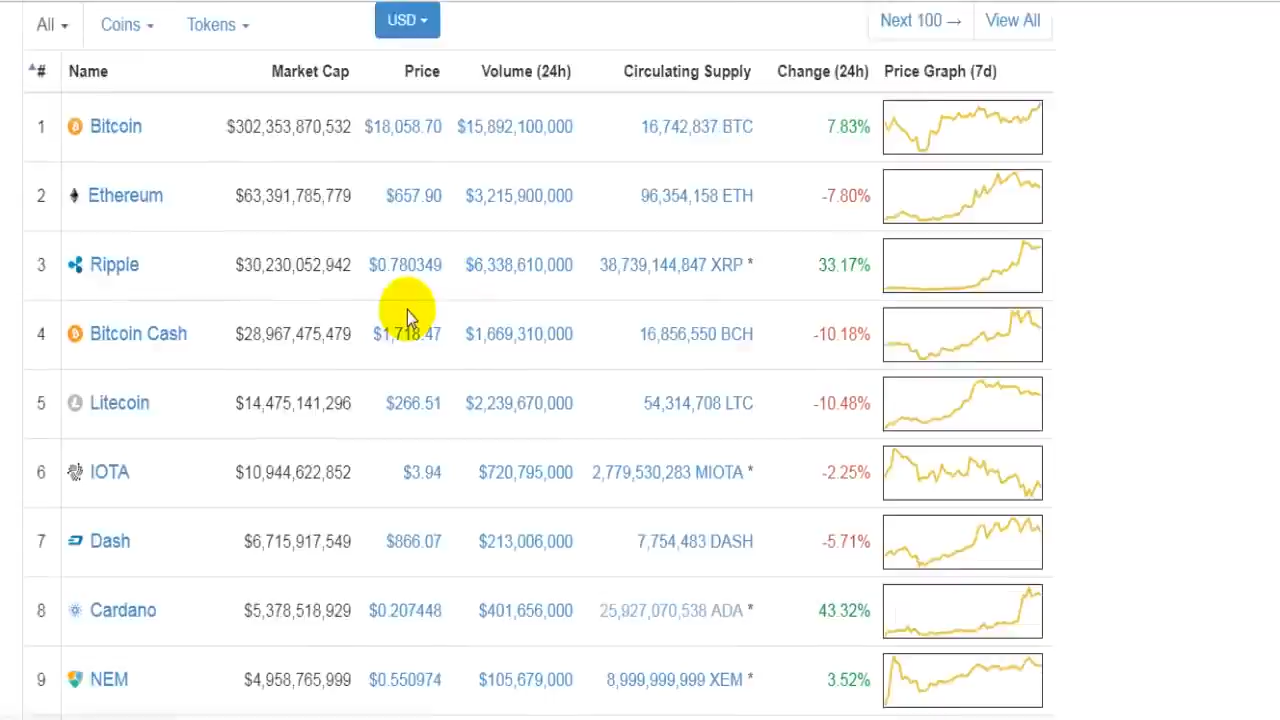 All Coins Tokens USD Next 100 → View All
# Name Market Cap Price Volume (24h) Circulating Supply Change (24h) Price Graph (7d)
1 Bitcoin $302,353,870,532 $18,058.70 $15,892,100,000 16,742,837 BTC 7.83%
2 Ethereum $63,391,785,779 $657.90 $3,215,900,000 96,354,158 ETH -7.80%
3 Ripple $30,230,052,942 $0.780349 $6,338,610,000 38,739,144,847 XRP * 33.17%
4 Bitcoin Cash $28,967,475,479 $1,718.47 $1,669,310,000 16,856,550 BCH -10.18%
5 Litecoin $14,475,141,296 $266.51 $2,239,670,000 54,314,708 LTC -10.48%
6 IOTA $10,944,622,852 $3.94 $720,795,000 2,779,530,283 MIOTA * -2.25%
7 Dash $6,715,917,549 $866.07 $213,006,000 7,754,483 DASH -5.71%
8 Cardano $5,378,518,929 $0.207448 $401,656,000 25,927,070,538 ADA * 43.32%
9 NEM $4,958,765,999 $0.550974 $105,679,000 8,999,999,999 XEM * 3.52%